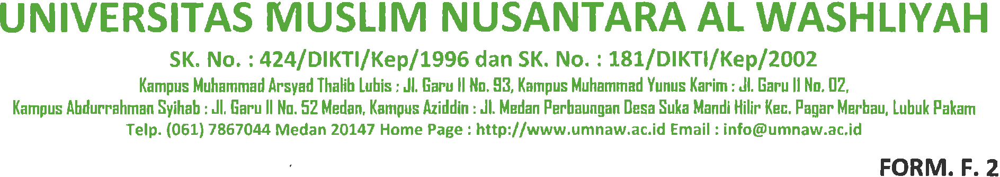 UNIVERSITAS MUSLIM NUSANTARA AL WASHLIYAH
SK. No. : 424/DIKTI/Kep/1996 dan SK. No. : 181/DIKTI/Kep/2002
Kampus Muhammad Arsyad Thalib Lubis : Jl. Garu II No. 93, Kampus Muhammad Yunus Karim : Jl. Garu II No. 02,
Kampus Abdurrahman Syihab : Jl. Garu II No. 52 Medan, Kampus Aziddin : Jl. Medan Perbaungan Desa Suka Mandi Hilir Kec. Pagar Merbau, Lubuk Pakam
Telp. (061) 7867044 Medan 20147 Home Page : http://www.umnaw.ac.id Email : info@umnaw.ac.id
FORM. F. 2